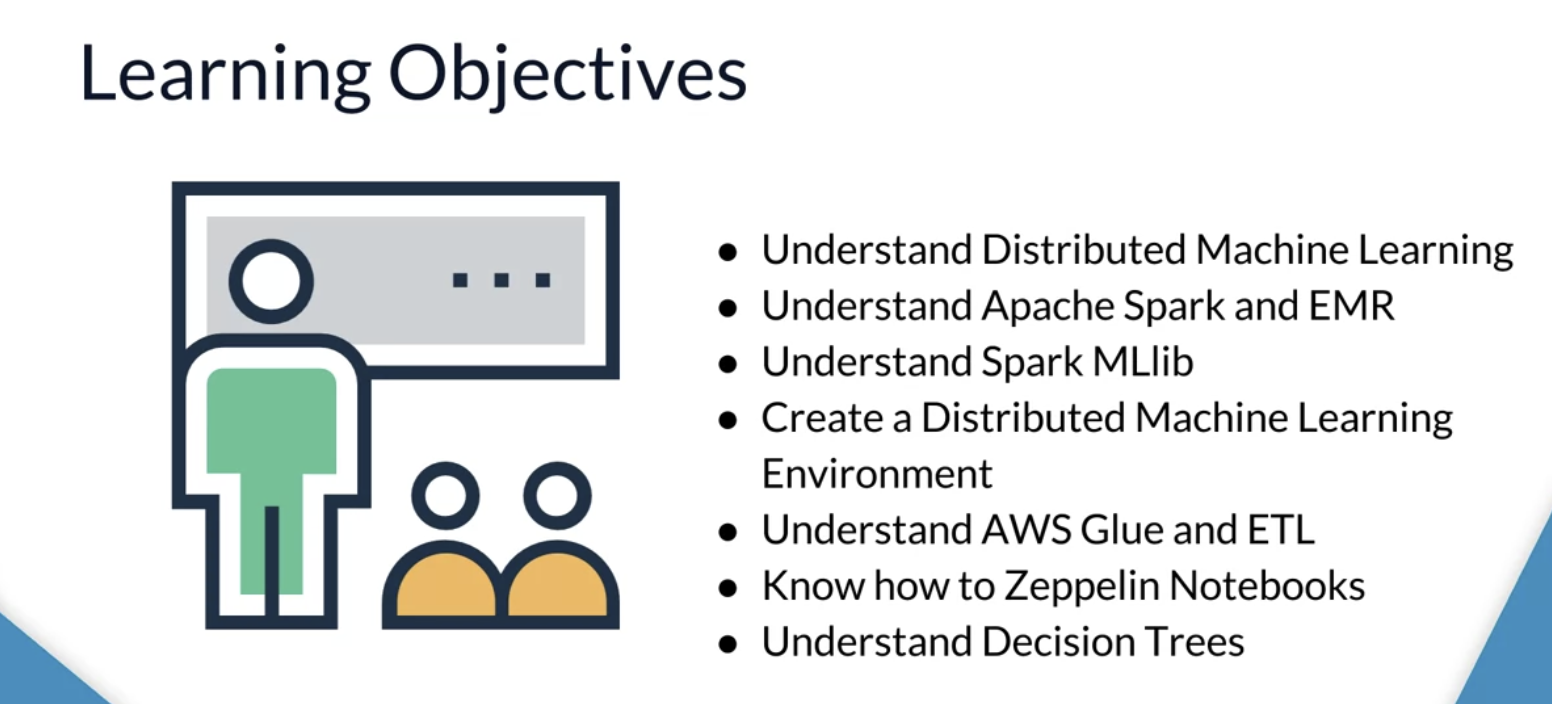 Learning Objectives
● Understand Distributed Machine Learning
● Understand Apache Spark and EMR
● Understand Spark MLlib
● Create a Distributed Machine Learning
Environment
● Understand AWS Glue and ETL
● Know how to Zeppelin Notebooks
● Understand Decision Trees